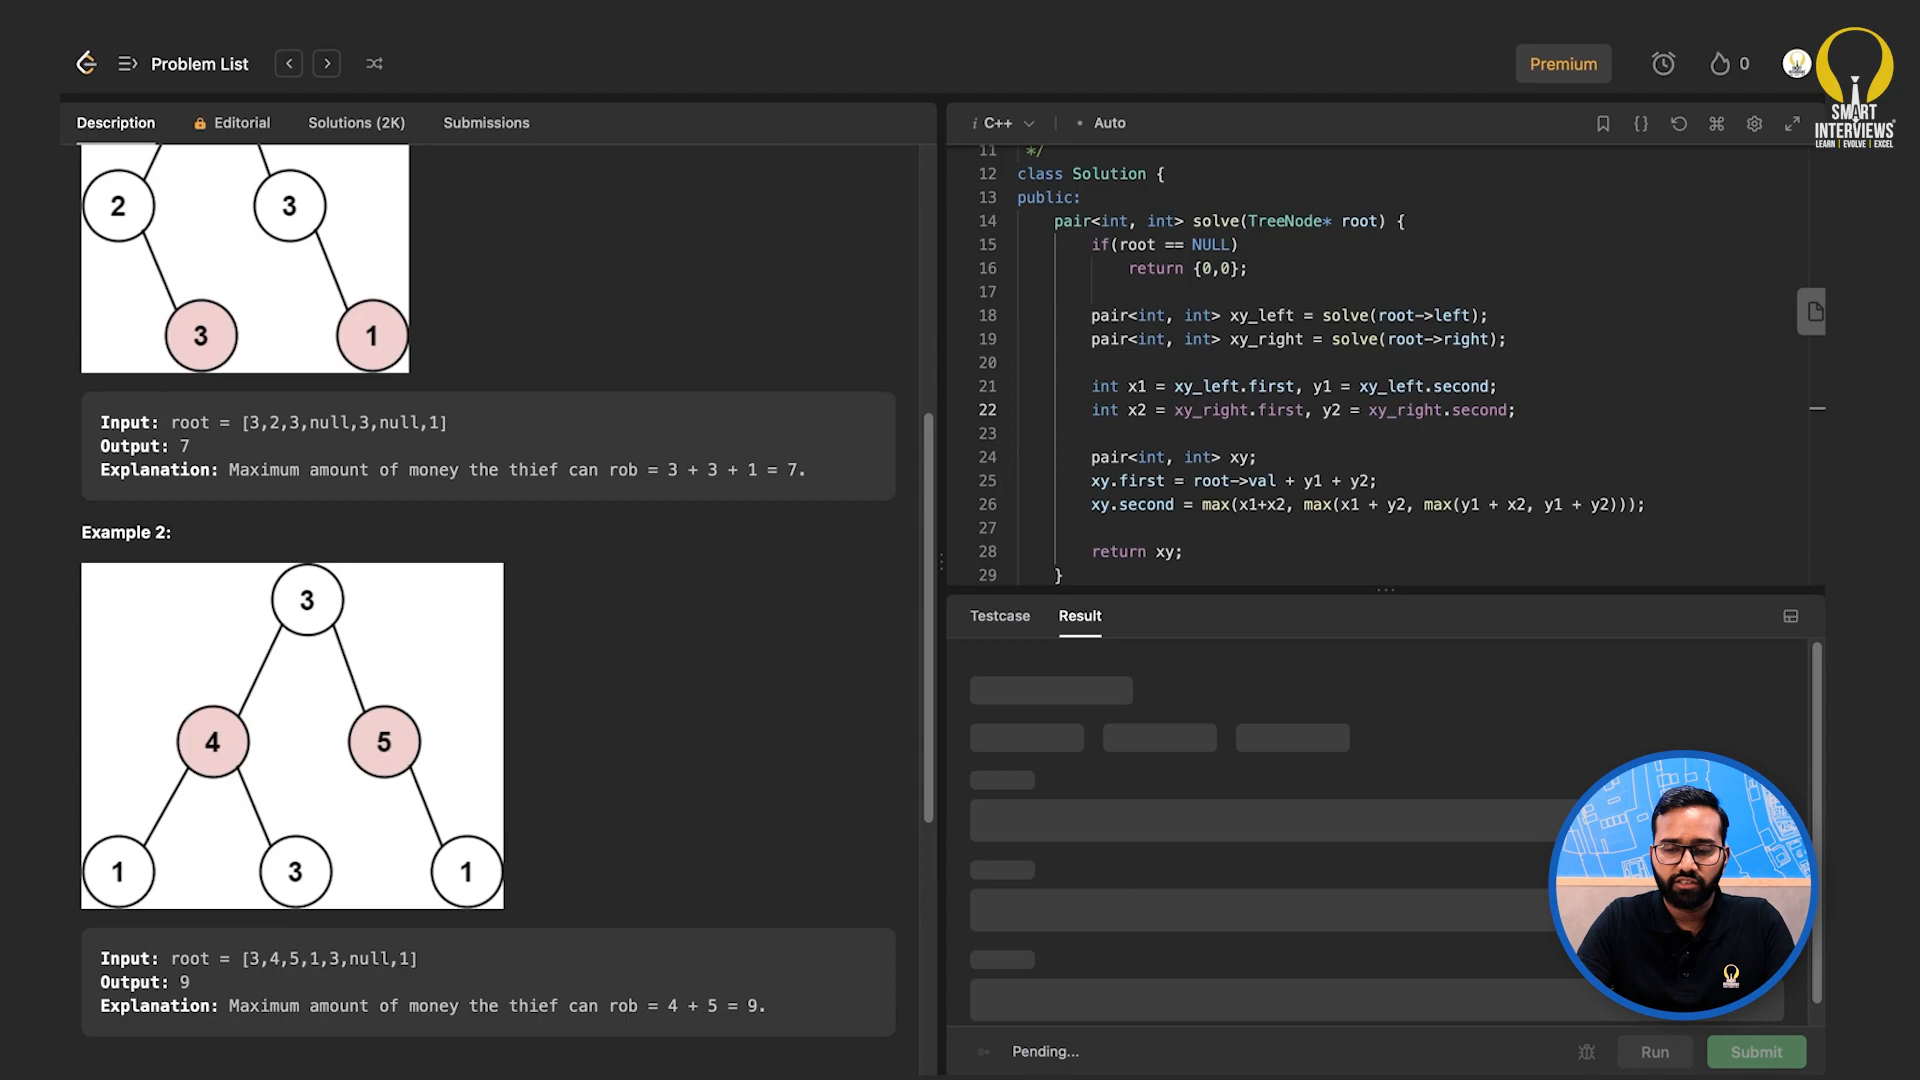 Problem List
Premium
0
SMART
INTERVIEWS
LEARN | EVOLVE | EXCEL
Description
Editorial
Solutions (2K)
Submissions
2
3
3
1
Input: root = [3,2,3,null,3,null,1]
Output: 7
Explanation: Maximum amount of money the thief can rob = 3 + 3 + 1 = 7.
Example 2:
3
4
5
1
3
1
Input: root = [3,4,5,1,3,null,1]
Output: 9
Explanation: Maximum amount of money the thief can rob = 4 + 5 = 9.
i C++
• Auto
11 */
12 class Solution {
13 public:
14 pair<int, int> solve(TreeNode* root) {
15 if(root == NULL)
16 return {0,0};
17
18 pair<int, int> xy_left = solve(root->left);
19 pair<int, int> xy_right = solve(root->right);
20
21 int x1 = xy_left.first, y1 = xy_left.second;
22 int x2 = xy_right.first, y2 = xy_right.second;
23
24 pair<int, int> xy;
25 xy.first = root->val + y1 + y2;
26 xy.second = max(x1+x2, max(x1 + y2, max(y1 + x2, y1 + y2)));
27
28 return xy;
29 }
Testcase
Result
Pending...
Run
Submit